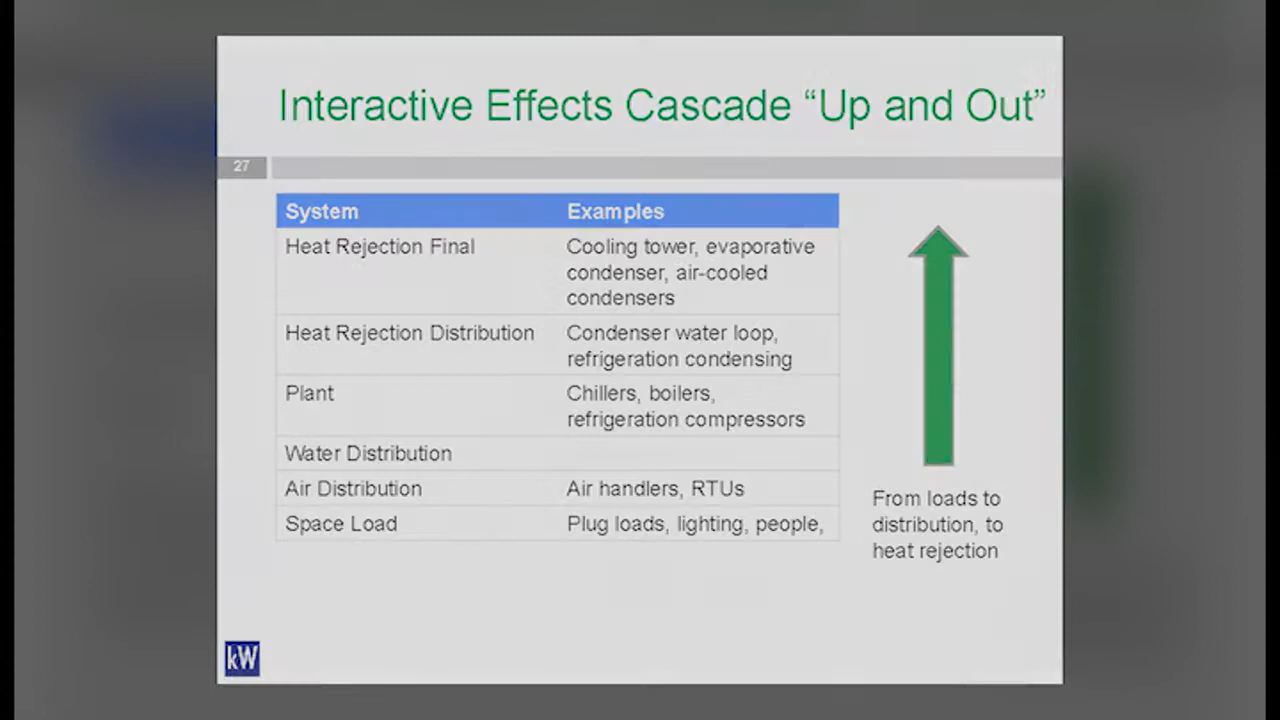 Interactive Effects Cascade “Up and Out”
27
System Examples
Heat Rejection Final Cooling tower, evaporative
condenser, air-cooled
condensers
Heat Rejection Distribution Condenser water loop,
refrigeration condensing
Plant Chillers, boilers,
refrigeration compressors
Water Distribution
Air Distribution Air handlers, RTUs
Space Load Plug loads, lighting, people,
From loads to
distribution, to
heat rejection
kW